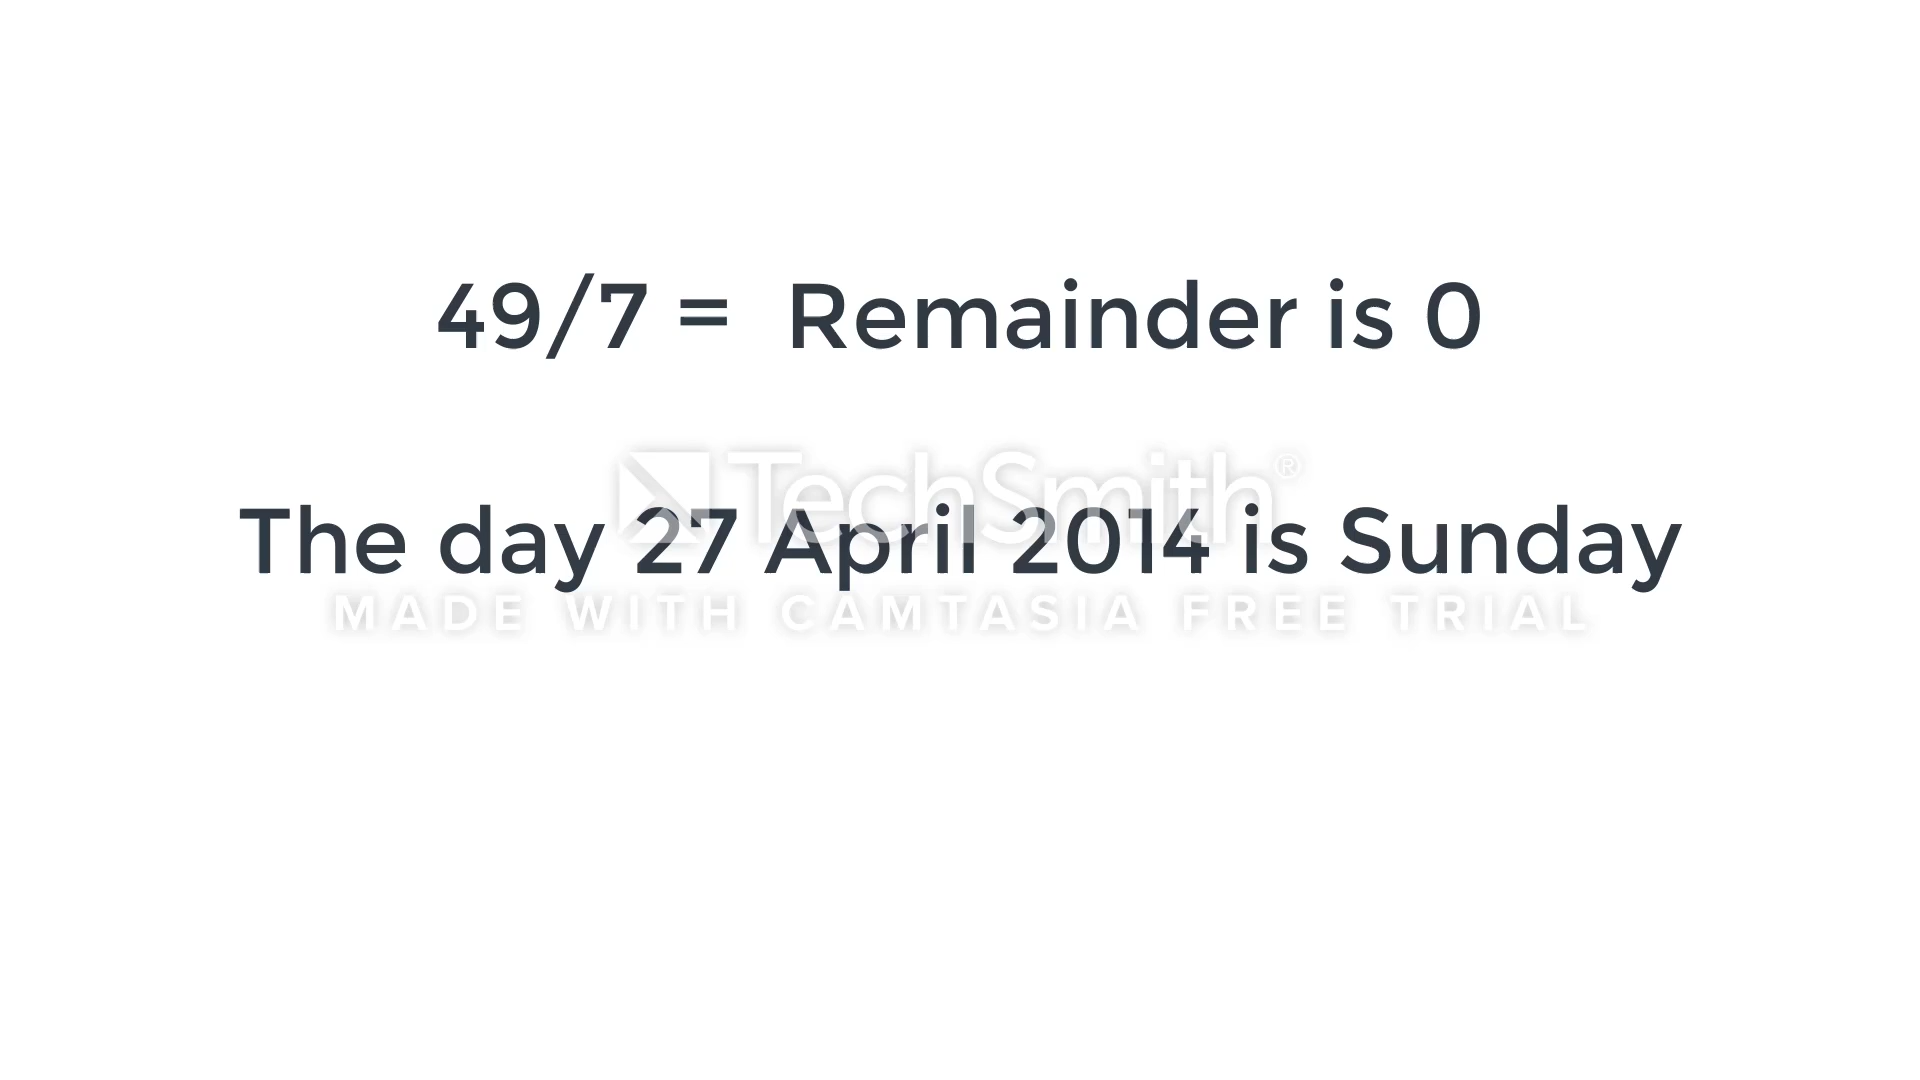 49/7 = Remainder is 0
TechSmith®
The day 27 April 2014 is Sunday
MADE WITH CAMTASIA FREE TRIAL